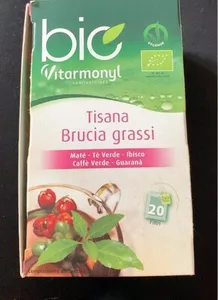 bio
Vitarmonyl
Tisana
Brucia grassi
Maté - Tè Verde - Ibisco
Caffè Verde - Guaranà
20